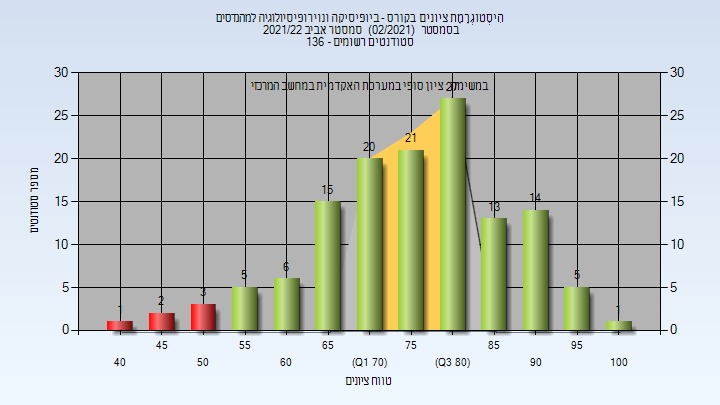 היסטוגרמת ציונים בקורס - ביופיסיקה ונוירופיסיולוגיה למהנדסים
בסמסטר (02/2021) סמסטר אביב 2021/22
סטודנטים רשומים - 136
במשימת ציון סופי במערכת האקדמית במחשב המרכזי
30 30
25 25
20 20
15 15
10 10
5 5
0 0
מספר סטודנטים
1 2 3 5 6 15 20 21 27 13 14 5 1
45 55 65 75 85 95
40 50 60 (Q1 70) (Q3 80) 90 100
טווח ציונים